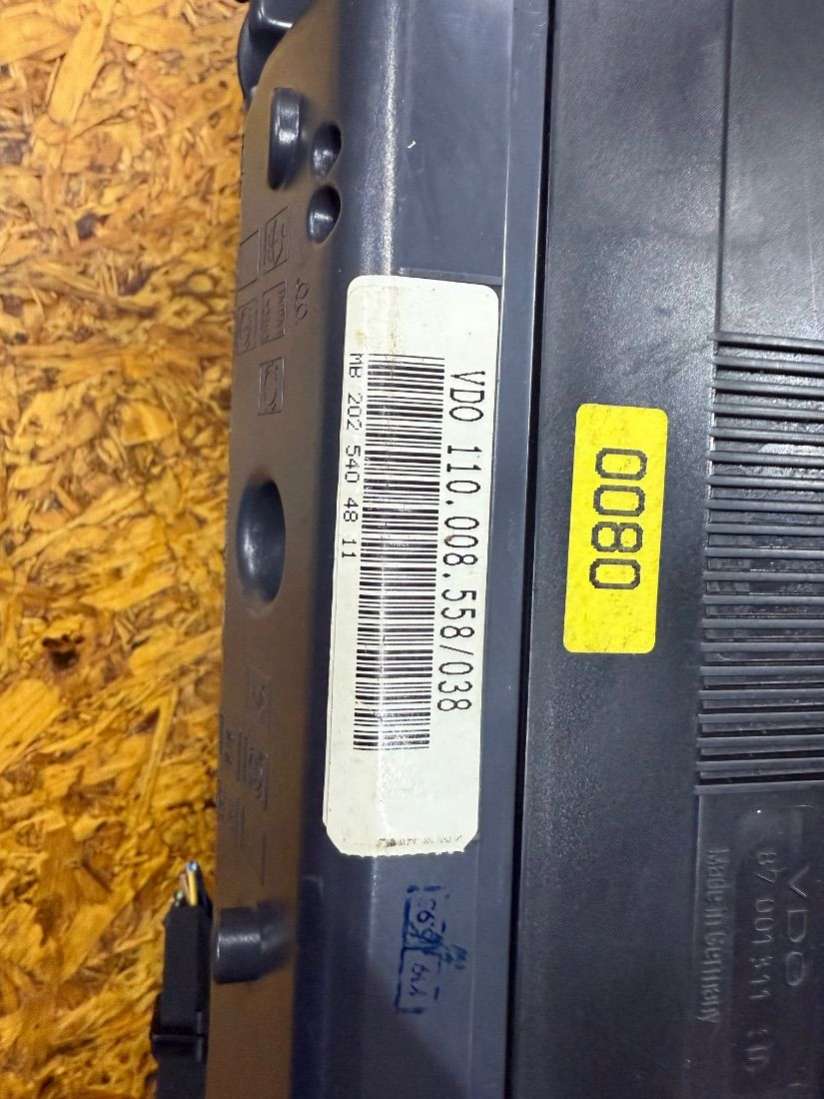 VDO 110.008.558/038
MB 202 540 48 11
0080
VDO
Made in Germany